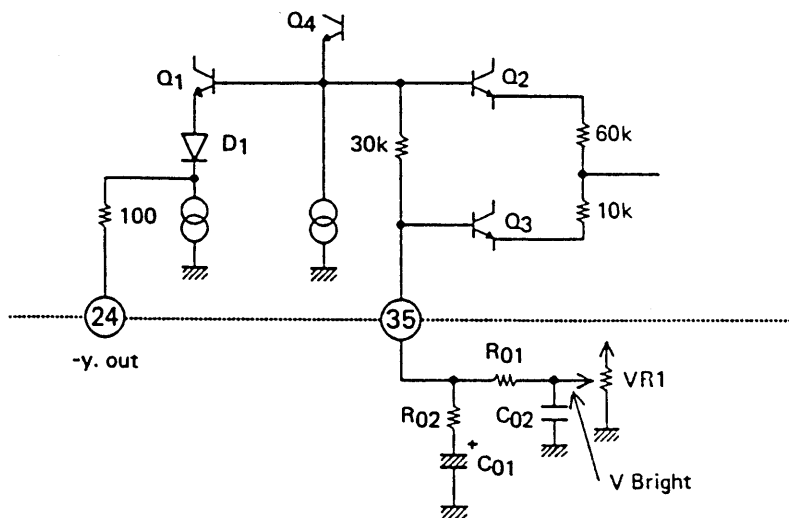 Q4
Q1
Q2
D1
30k
60k
100
Q3
10k
24
35
-y. out
R01
VR1
R02
C02
+
C01
V Bright